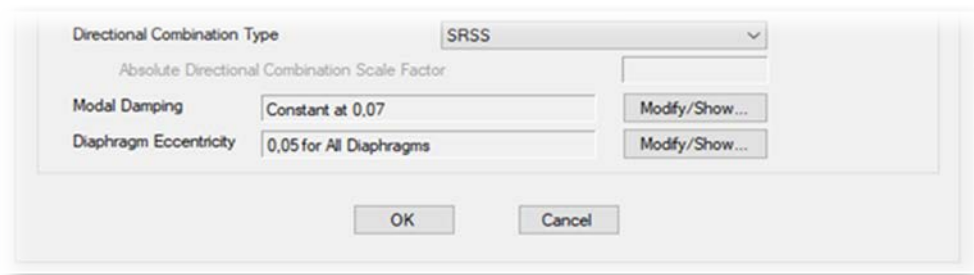 Directional Combination Type SRSS
Absolute Directional Combination Scale Factor
Modal Damping Constant at 0,07 Modify/Show...
Diaphragm Eccentricity 0,05 for All Diaphragms Modify/Show...
OK Cancel